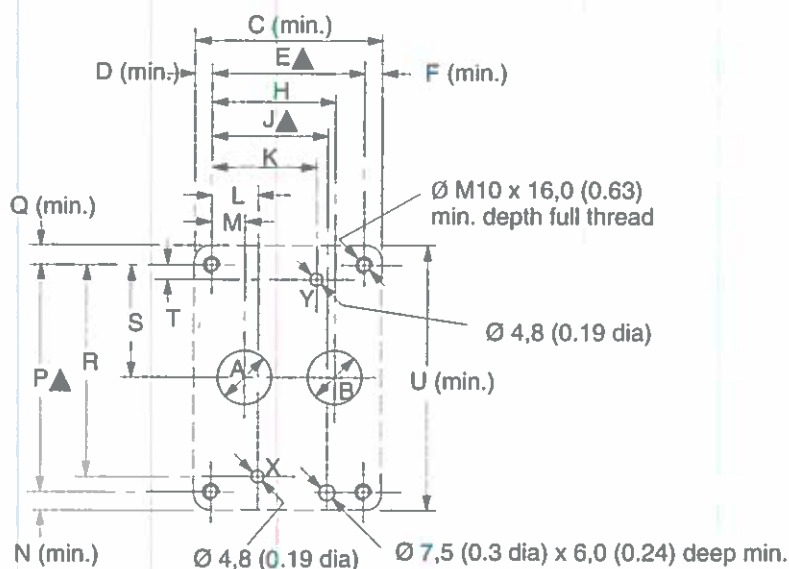 C (min.)
E▲
D (min.)
F (min.)
H
J▲
K
L
M
Q (min.)
Ø M10 x 16,0 (0.63)
min. depth full thread
Y
T
S
R
P▲
Ø 4,8 (0.19 dia)
A
B
U (min.)
X
N (min.)
Ø 4,8 (0.19 dia)
Ø 7,5 (0.3 dia) x 6,0 (0.24) deep min.